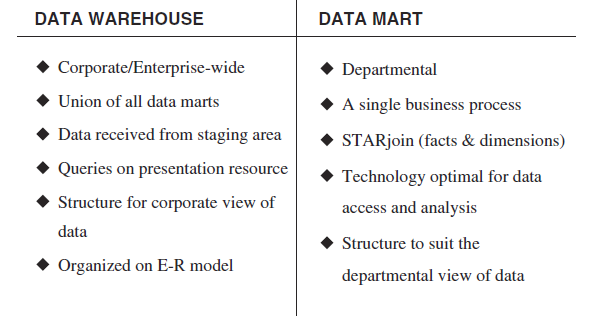 DATA WAREHOUSE
◆ Corporate/Enterprise-wide
◆ Union of all data marts
◆ Data received from staging area
◆ Queries on presentation resource
◆ Structure for corporate view of
data
◆ Organized on E-R model
DATA MART
◆ Departmental
◆ A single business process
◆ STARjoin (facts & dimensions)
◆ Technology optimal for data
access and analysis
◆ Structure to suit the
departmental view of data